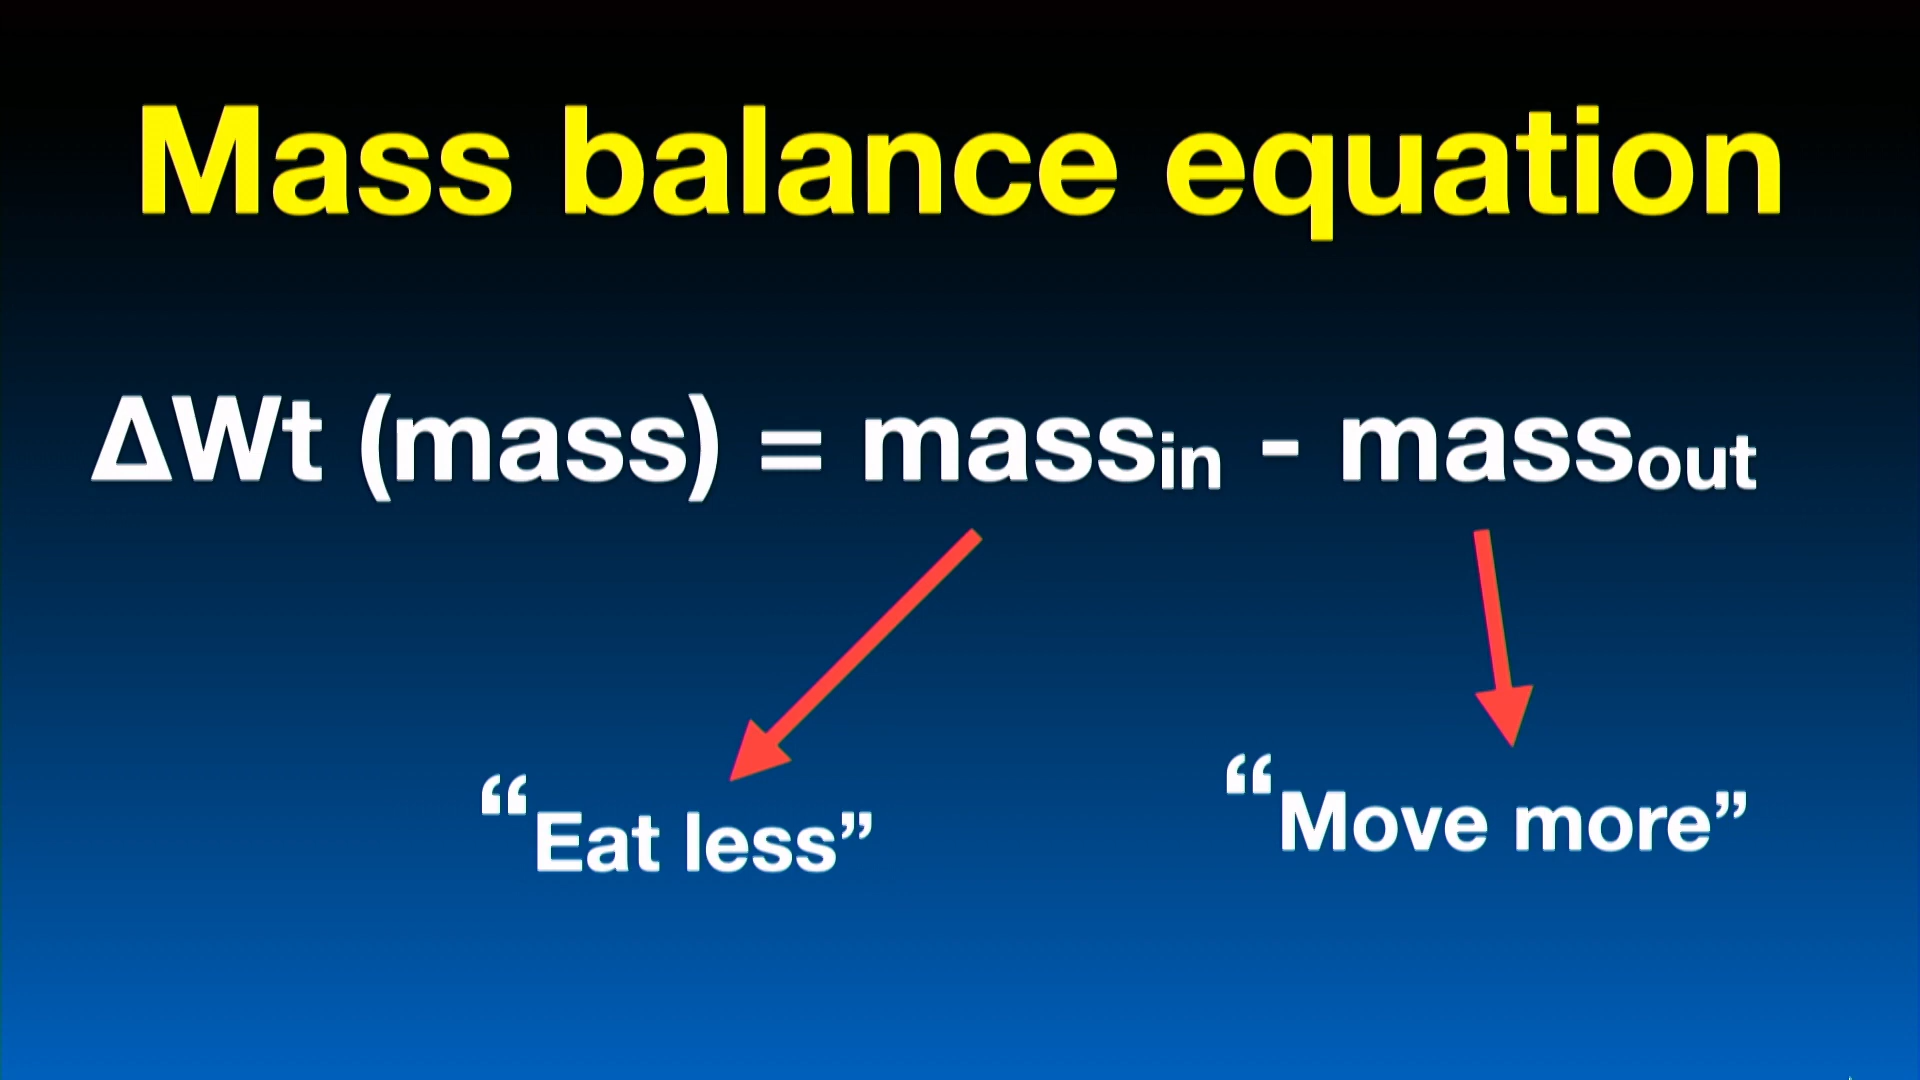 Mass balance equation
ΔWt (mass) = massin - massout
“Eat less”
“Move more”